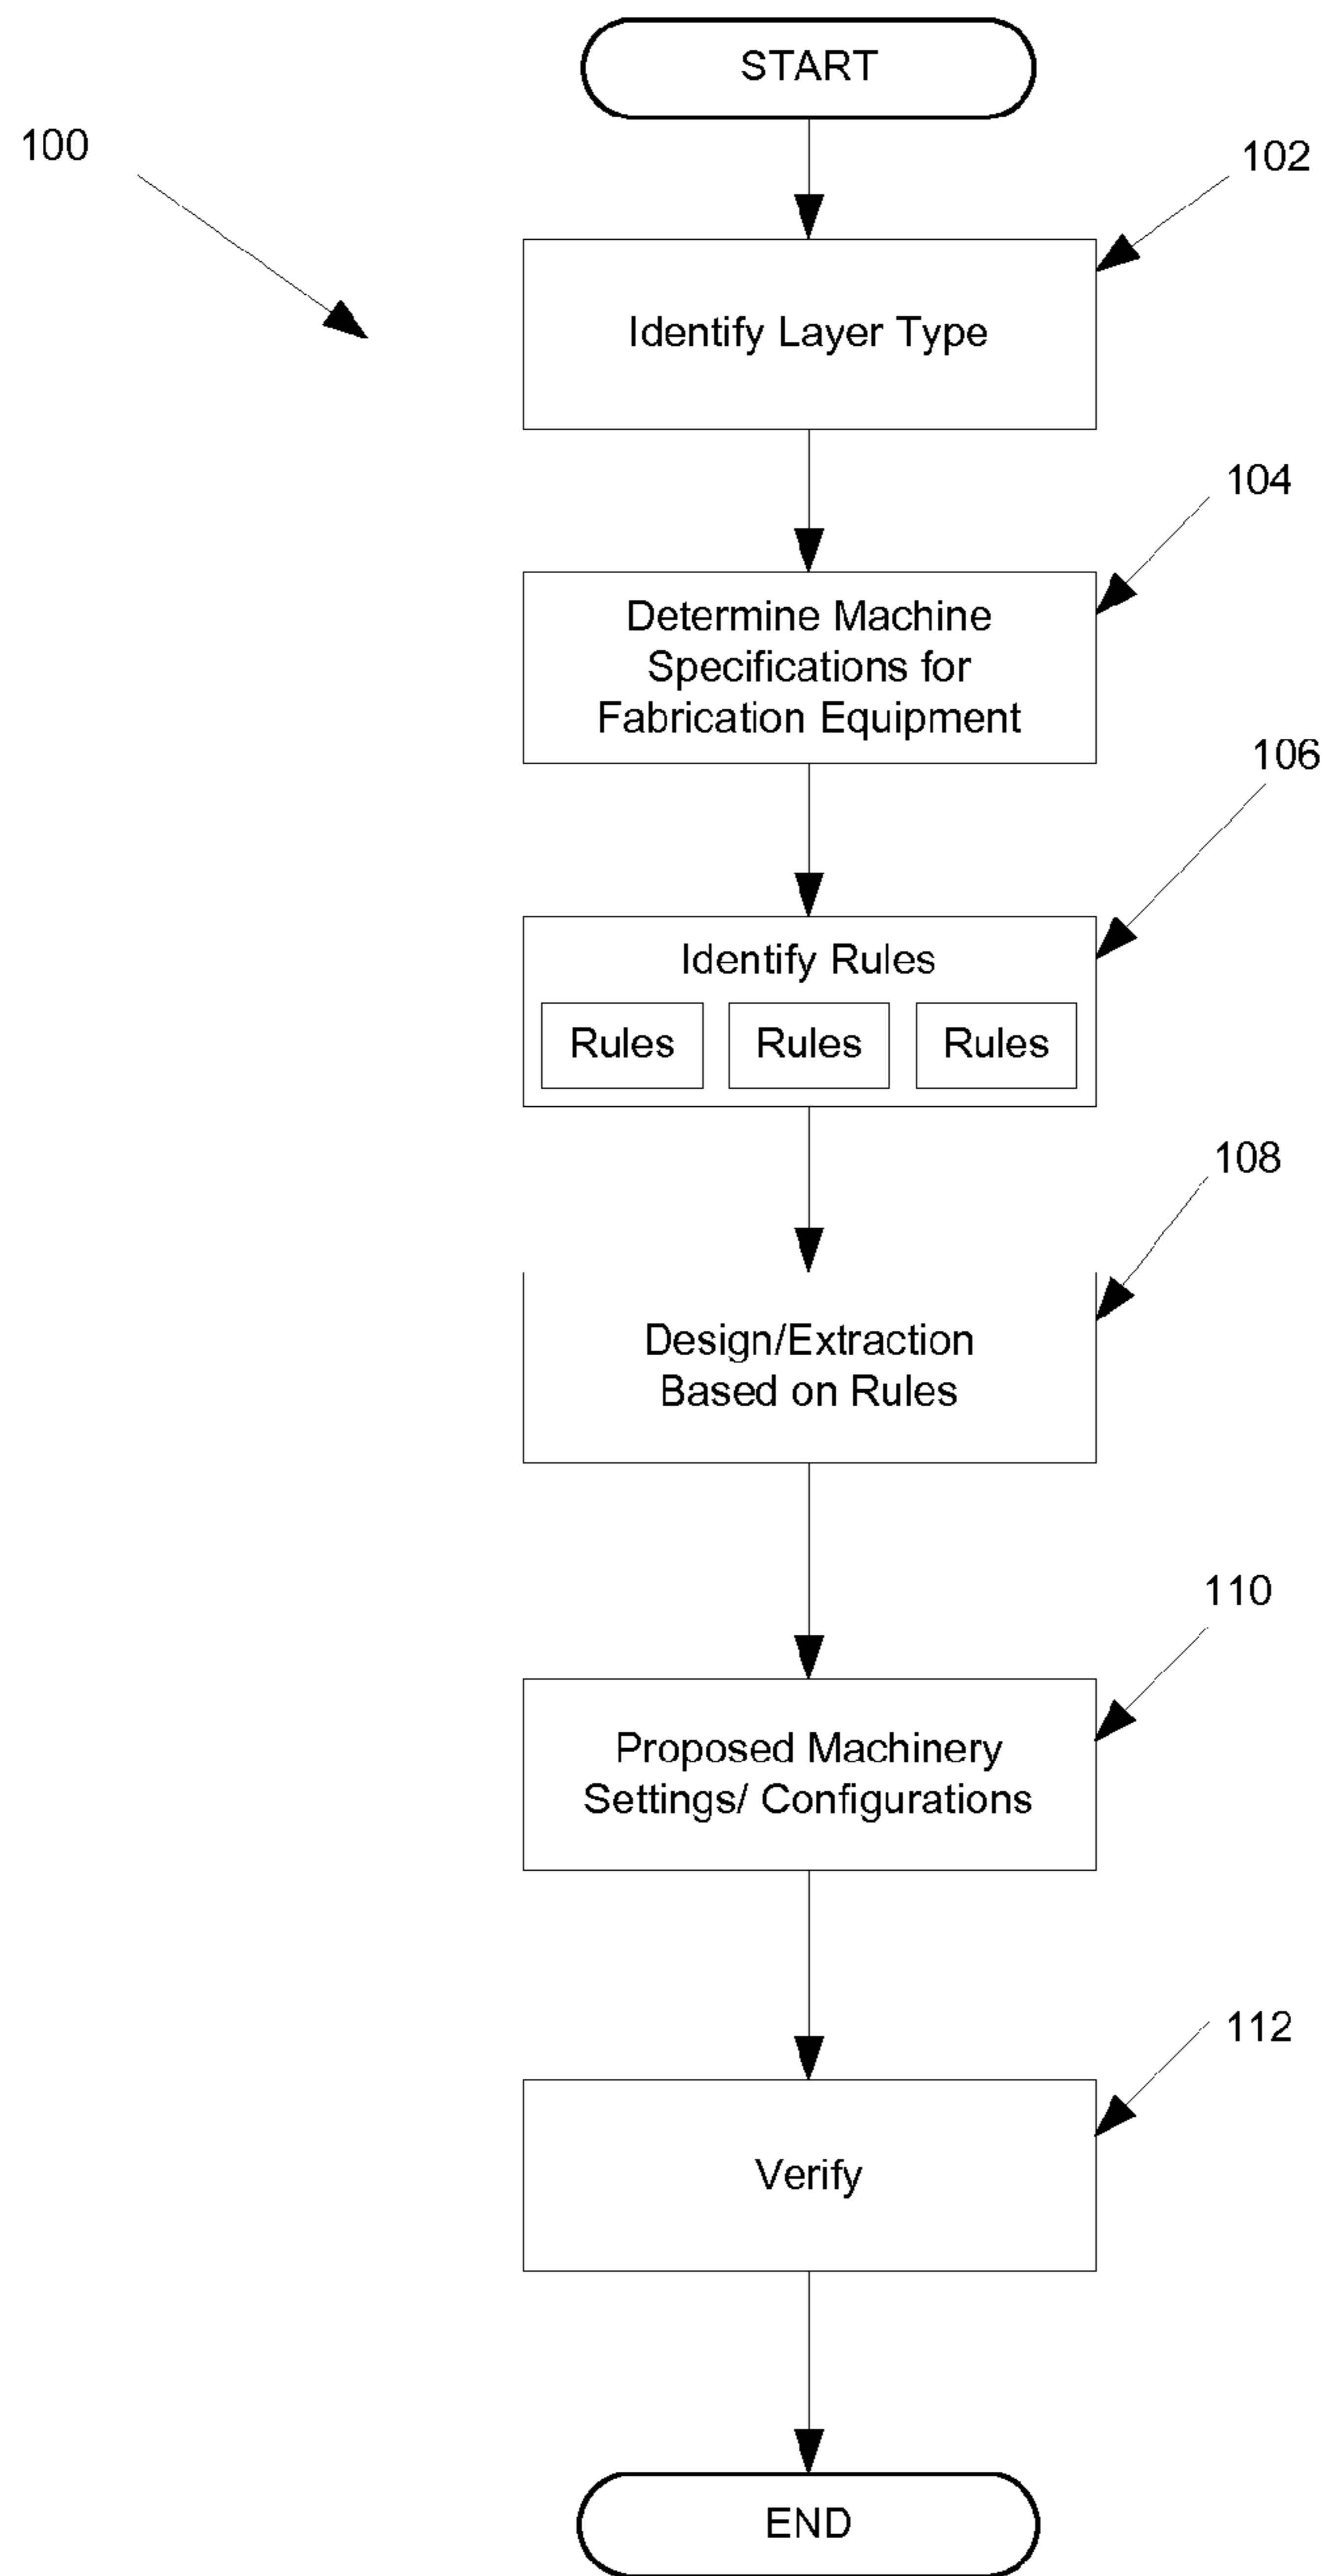 START
100
102
Identify Layer Type
104
Determine Machine
Specifications for
Fabrication Equipment
106
Identify Rules
Rules Rules Rules
108
Design/Extraction
Based on Rules
110
Proposed Machinery
Settings/ Configurations
112
Verify
END